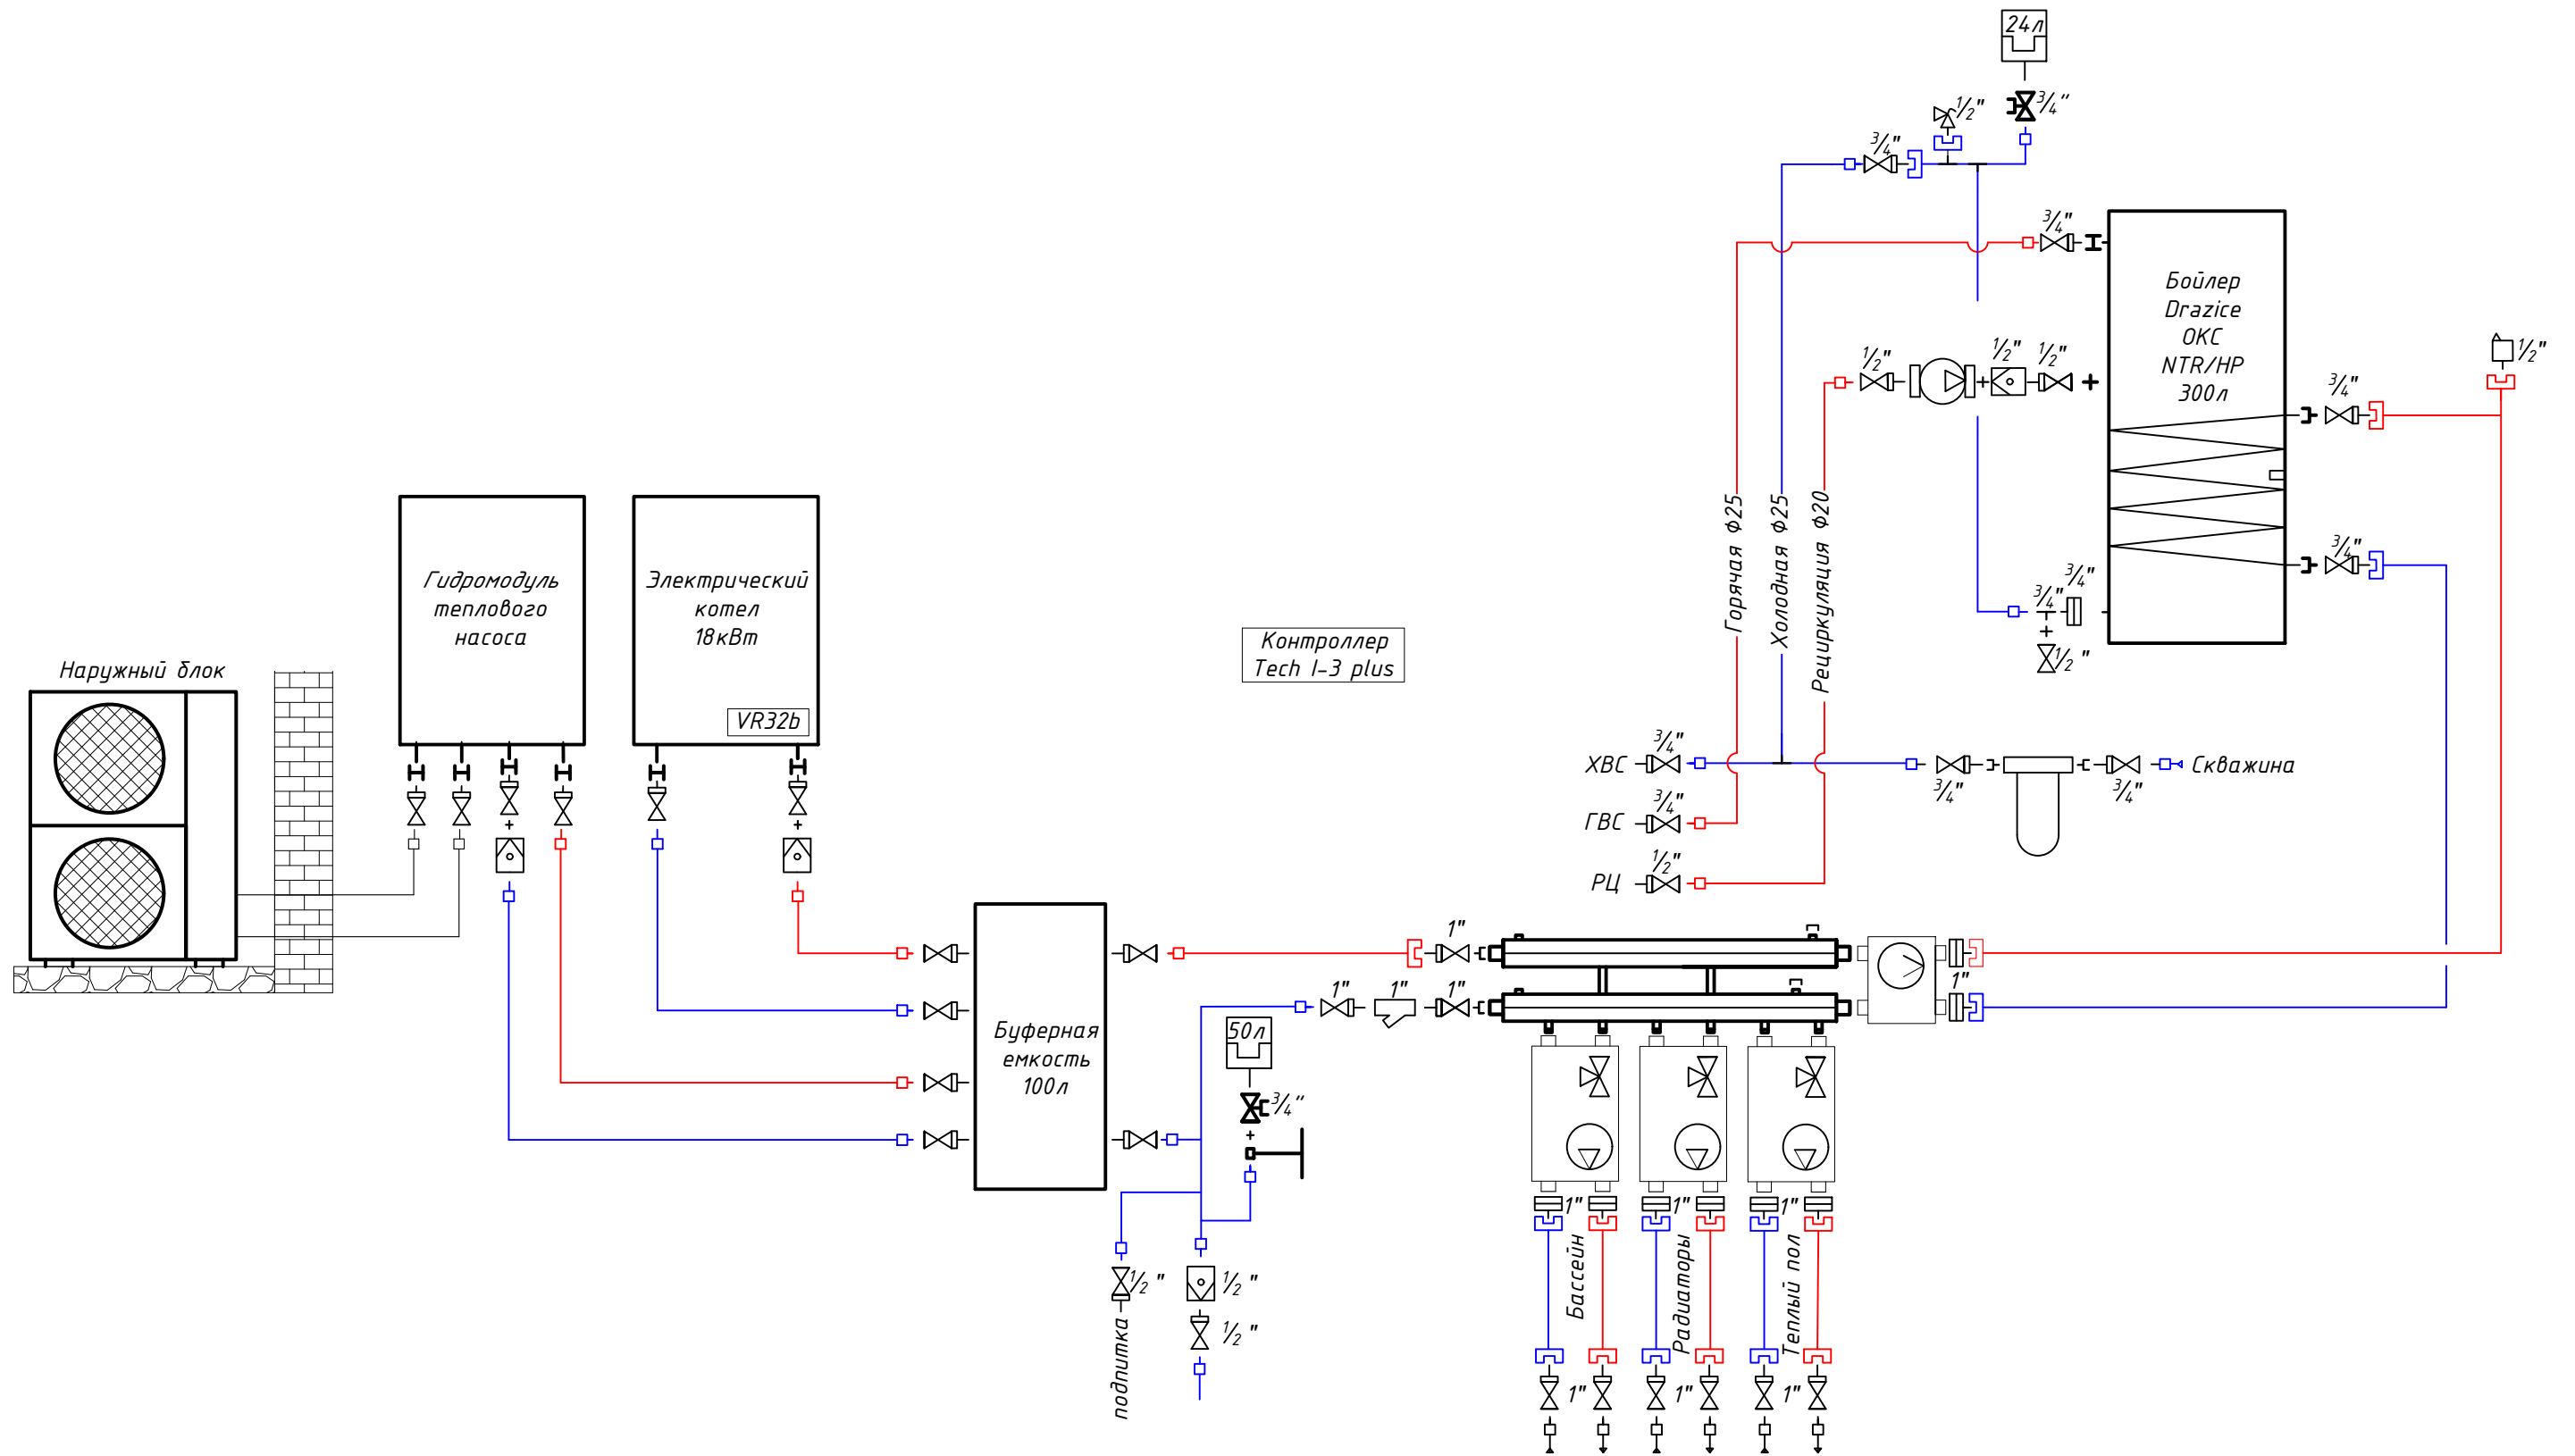 24л
1/2"
3/4"
3/4"
3/4"
Бойлер
Drazice
ОКС
NTR/HP
300л
1/2"
1/2"
1/2"
1/2"
3/4"
3/4"
3/4"
3/4"
1/2 "
Горячая Ф25
Холодная Ф25
Рециркуляция Ф20
Гидромодуль
теплового
насоса
Электрический
котел
18кВт
VR32b
Контроллер
Tech I-3 plus
Наружный блок
ХВС
3/4"
3/4"
3/4"
Скважина
ГВС
3/4"
РЦ
1/2"
1"
1"
1"
1"
1"
Буферная
емкость
100л
50л
3/4"
1"
1"
1"
Бассейн
Радиаторы
Теплый пол
1/2 "
1/2 "
1/2 "
подпитка
1"
1"
1"